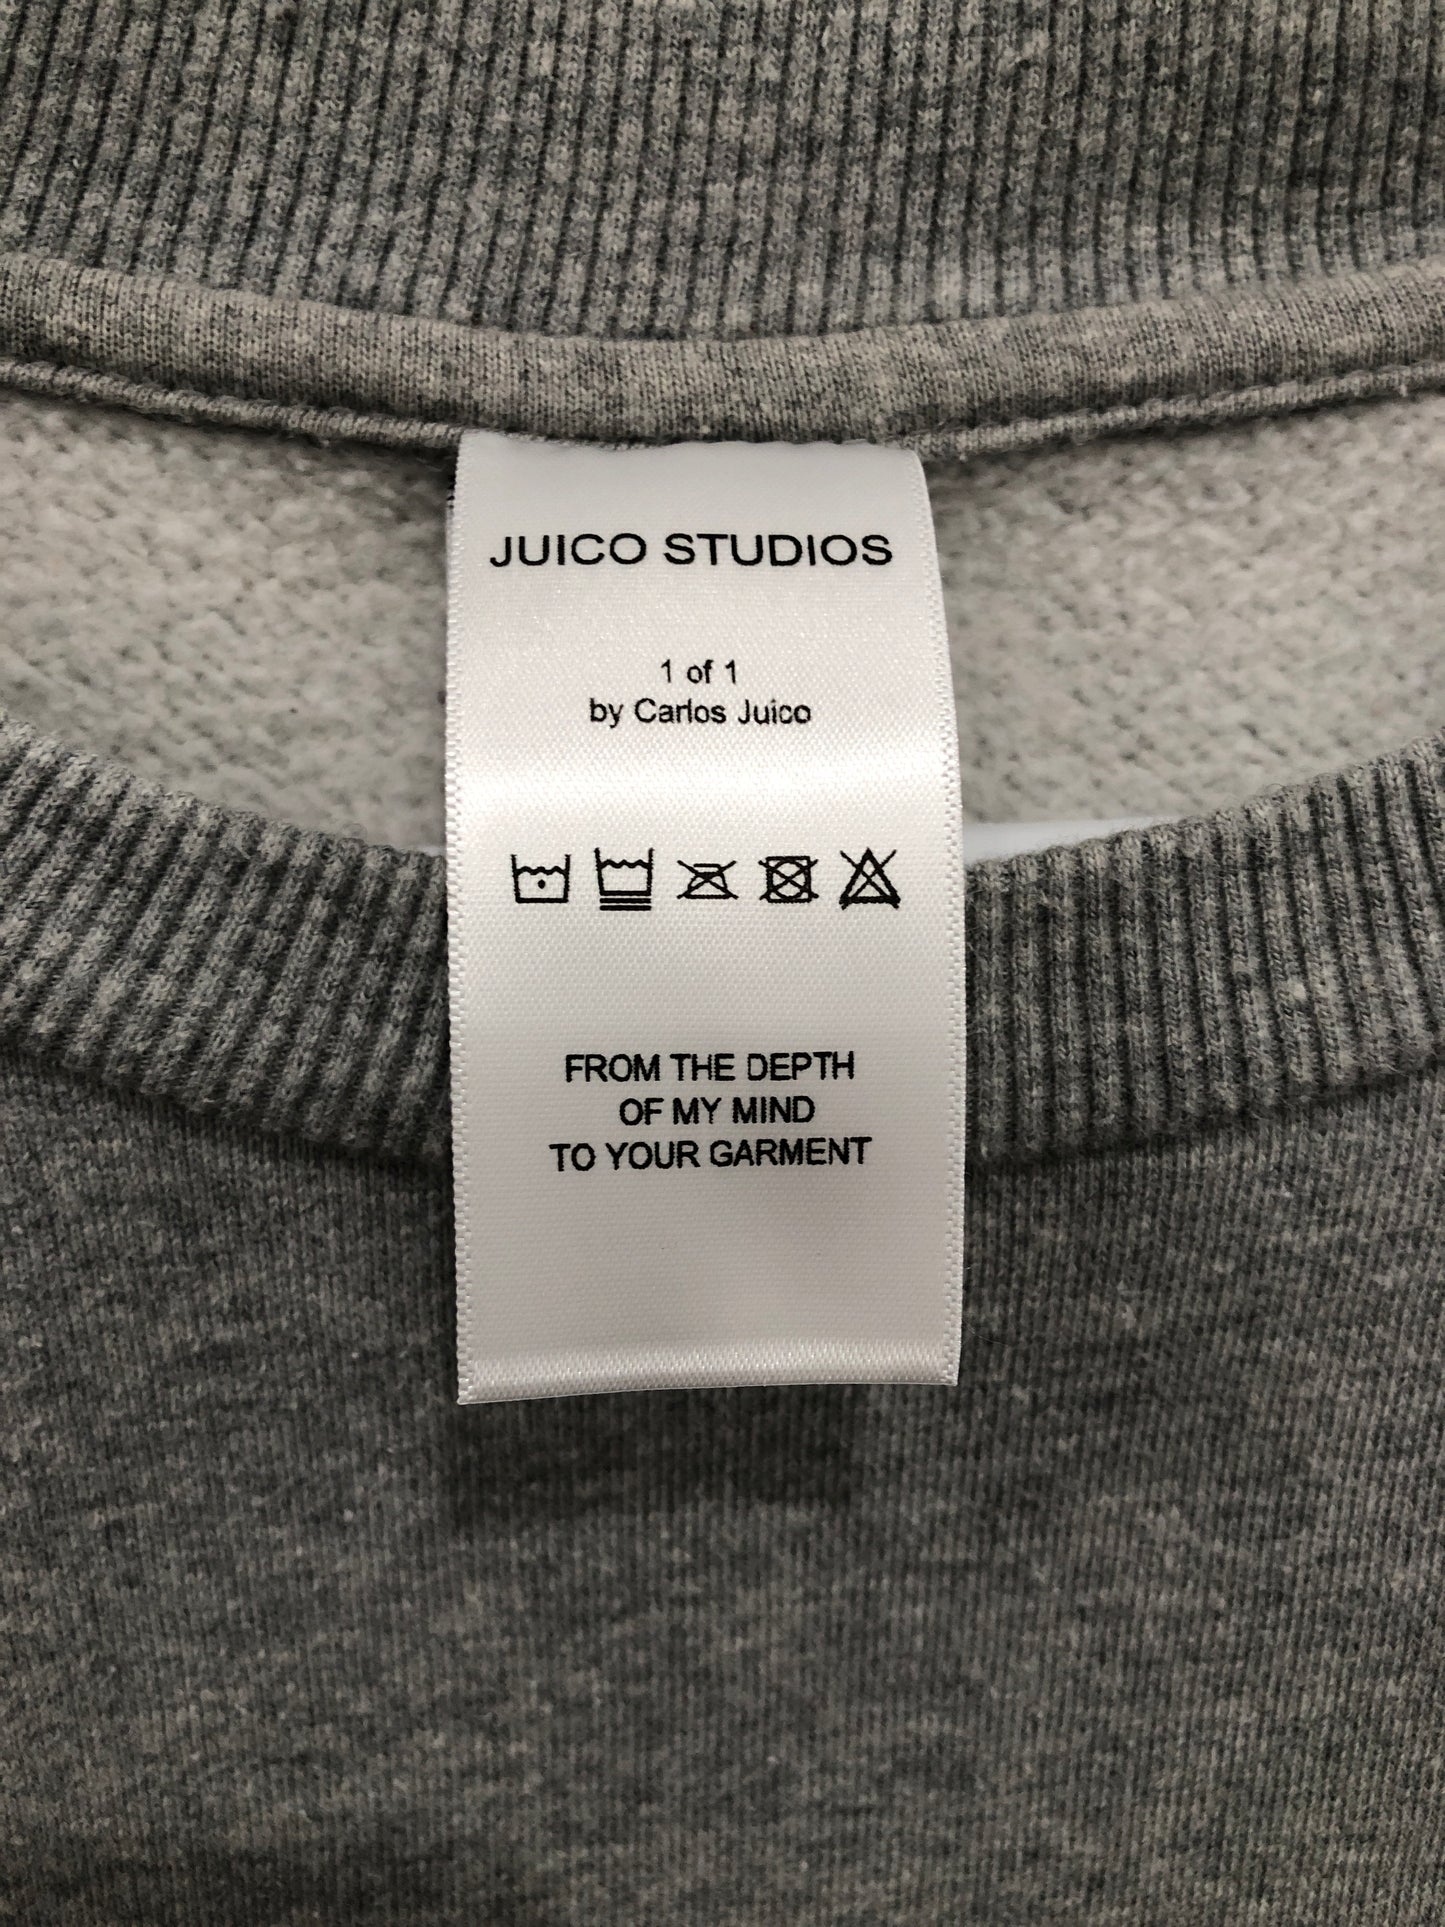 JUICO STUDIOS
1 of 1
by Carlos Juico
FROM THE DEPTH
OF MY MIND
TO YOUR GARMENT